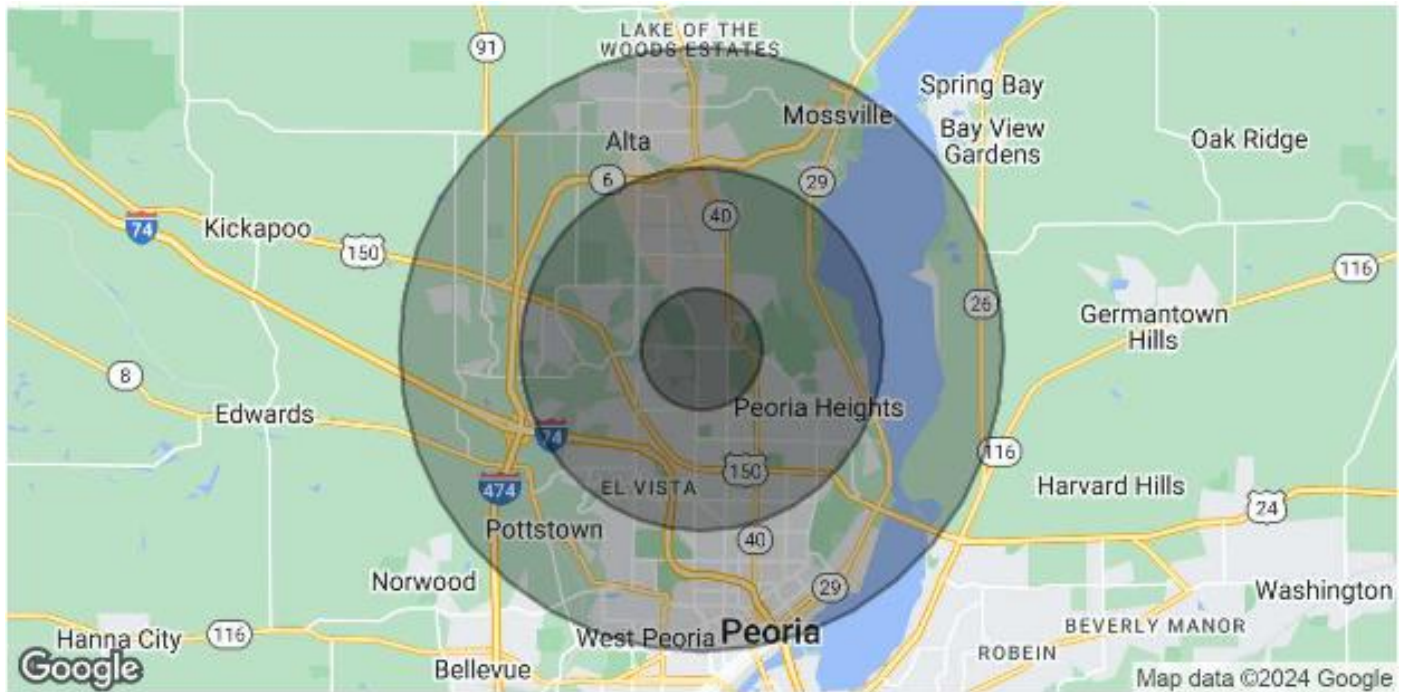 LAKE OF THE
WOODS ESTATES
91
Spring Bay
Mossville
Bay View
Gardens
Oak Ridge
Alta
6
29
40
74
Kickapoo
150
116
26
Germantown
Hills
8
Edwards
Peoria Heights
74
116
150
EL VISTA
474
Harvard Hills
24
Pottstown
40
Norwood
29
Washington
Hanna City
116
West Peoria
Peoria
BEVERLY MANOR
ROBEIN
Bellevue
Google
Map data ©2024 Google